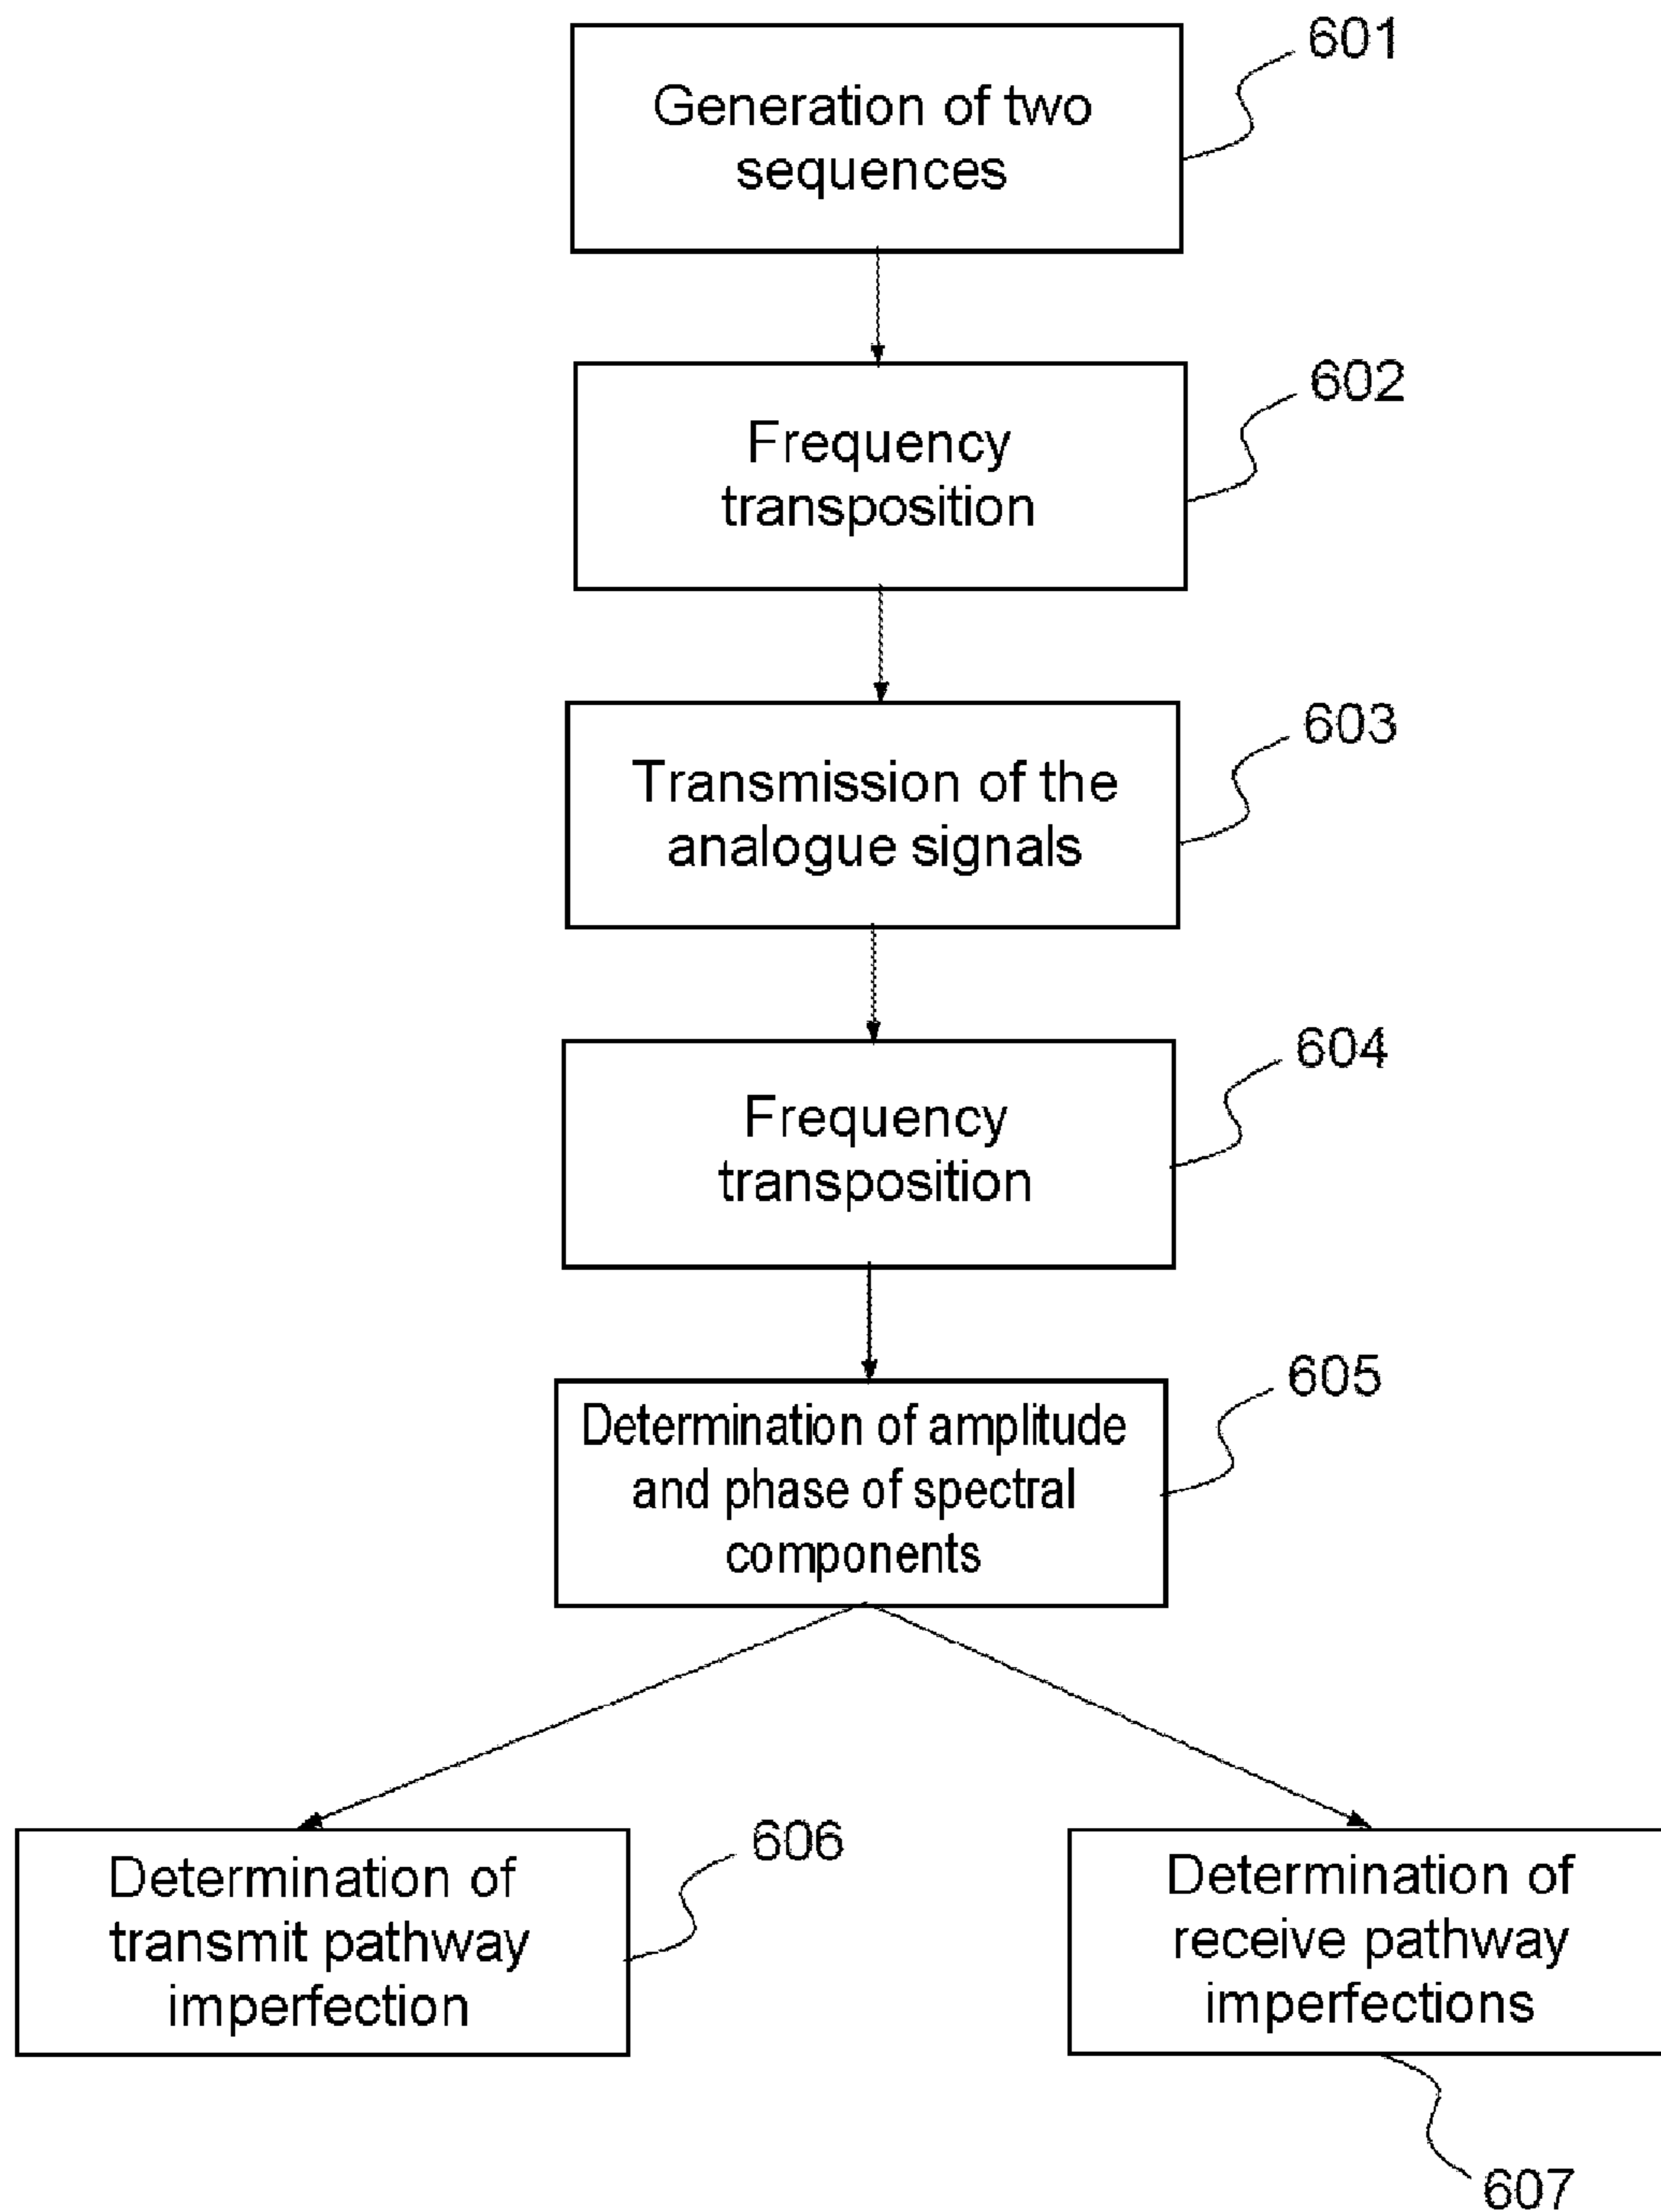 601
Generation of two
sequences
602
Frequency
transposition
603
Transmission of the
analogue signals
604
Frequency
transposition
605
Determination of amplitude
and phase of spectral
components
606
Determination of
transmit pathway
imperfection
Determination of
receive pathway
imperfections
607